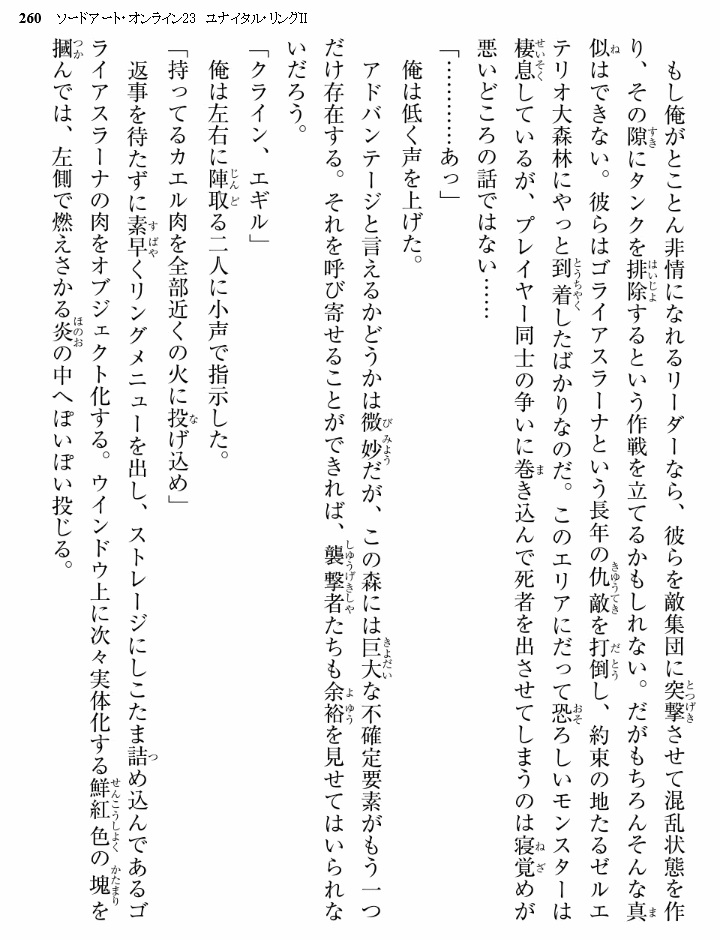 260 ソードアート・オンライン23 ユナイタル・リングⅡ
もし俺がとことん非情になれるリーダーなら、彼らを敵集団に突撃させて混乱状態を作
り、その隙にタンクを排除するという作戦を立てるかもしれない。だがもちろんそんな真
似はできない。彼らはゴライアスラーナという長年の仇敵を打倒し、約束の地たるゼルエ
テリオ大森林にやっと到着したばかりなのだ。このエリアにだって恐ろしいモンスターは
棲息しているが、プレイヤー同士の争いに巻き込んで死者を出させてしまうのは寝覚めが
悪いどころの話ではない……
「…………あっ」
俺は低く声を上げた。
アドバンテージと言えるかどうかは微妙だが、この森には巨大な不確定要素がもう一つ
だけ存在する。それを呼び寄せることができれば、襲撃者たちも余裕を見せてはいられな
いだろう。
「クライン、エギル」
俺は左右に陣取る二人に小声で指示した。
「持ってるカエル肉を全部近くの火に投げ込め」
返事を待たずに素早くリングメニューを出し、ストレージにしこたま詰め込んであるゴ
ライアスラーナの肉をオブジェクト化する。ウインドウ上に次々実体化する鮮紅色の塊を
摑んでは、左側で燃えさかる炎の中へぽいぽい投じる。